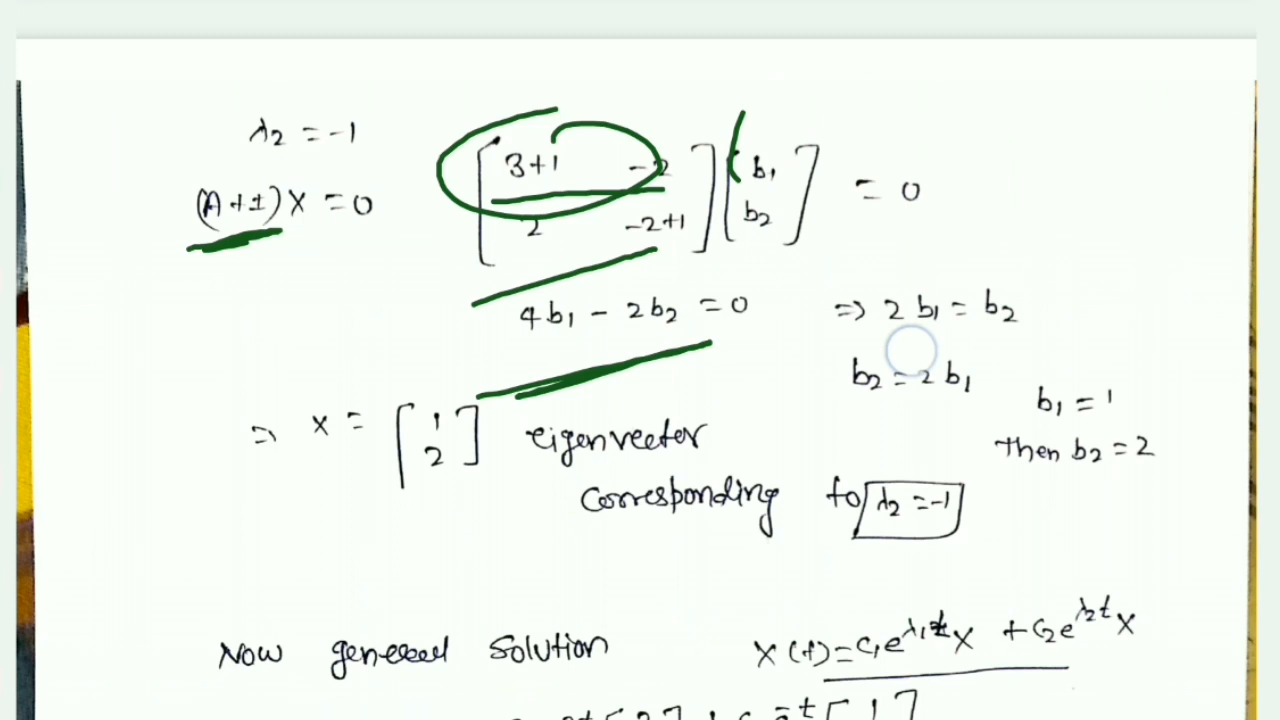 λ2 = -1
(A+I)X = 0
[3+1 -2
2 -2+1] [b1
b2] = 0
4b1 - 2b2 = 0 => 2b1 = b2
b2 = 2b1
b1 = 1
Then b2 = 2
=> X = [1
2] eigenvector
corresponding to λ2 = -1
Now general solution X(t) = c1e^λ1t X + c2e^λ2t X